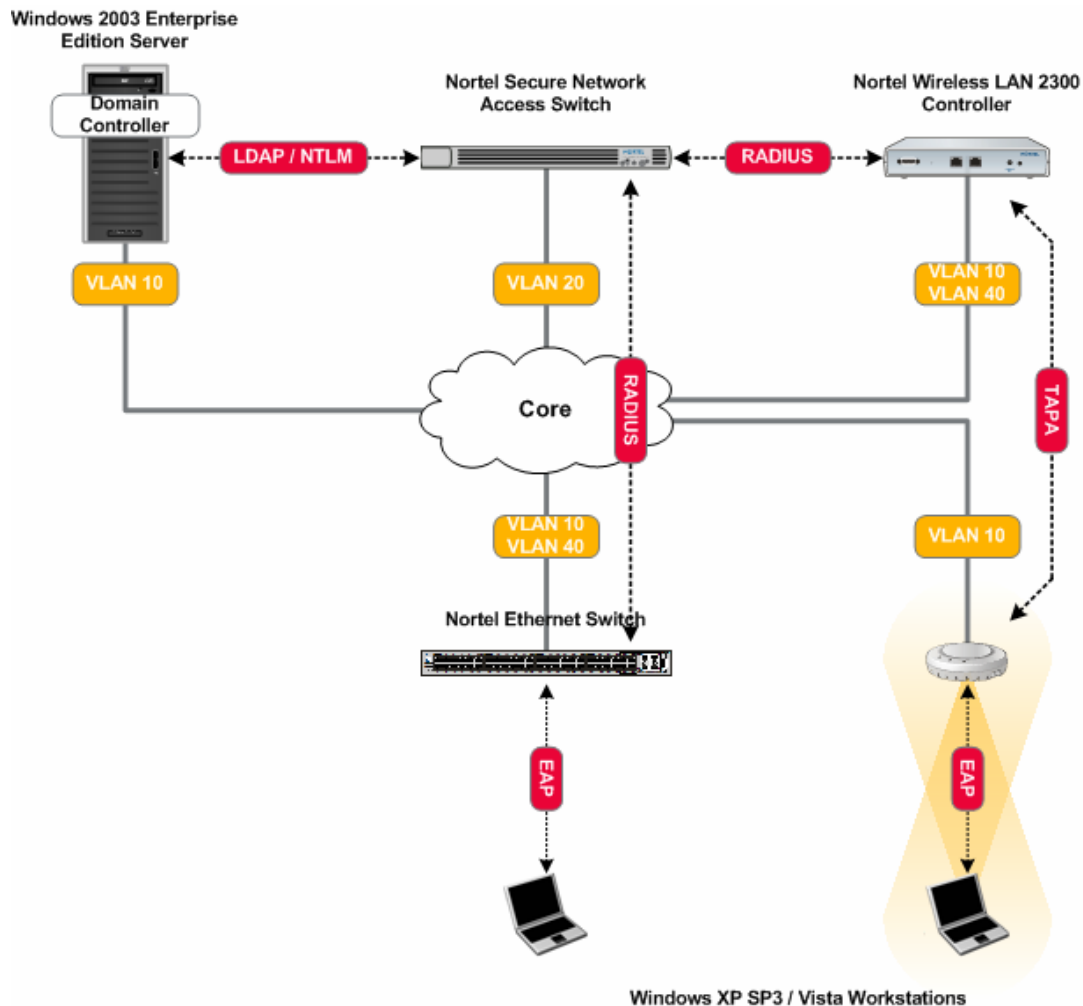 Windows 2003 Enterprise
Edition Server
Domain
Controller
Nortel Secure Network
Access Switch
Nortel Wireless LAN 2300
Controller
LDAP / NTLM
RADIUS
NORTEL
VLAN 10
VLAN 20
VLAN 10
VLAN 40
Core
RADIUS
TAPA
VLAN 10
VLAN 40
VLAN 10
Nortel Ethernet Switch
EAP
EAP
Windows XP SP3 / Vista Workstations